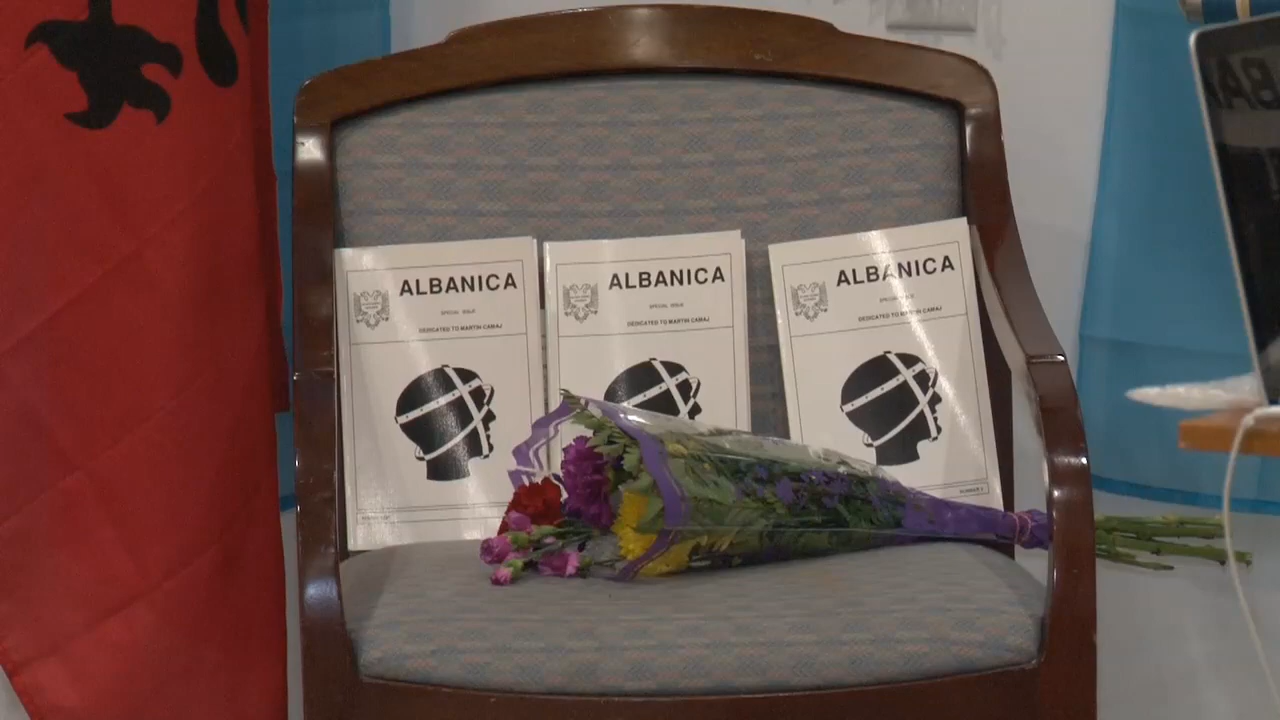 ALBANICA
SPECIAL ISSUE
DEDICATED TO MARTIN CAMAJ
ALBANICA
SPECIAL ISSUE
DEDICATED TO MARTIN CAMAJ
ALBANICA
SPECIAL ISSUE
DEDICATED TO MARTIN CAMAJ